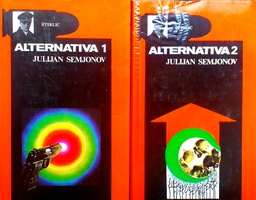 ŠTIRLIC
ALTERNATIVA 1
JULIJAN SEMJONOV
ALTERNATIVA 2
JULIJAN SEMJONOV